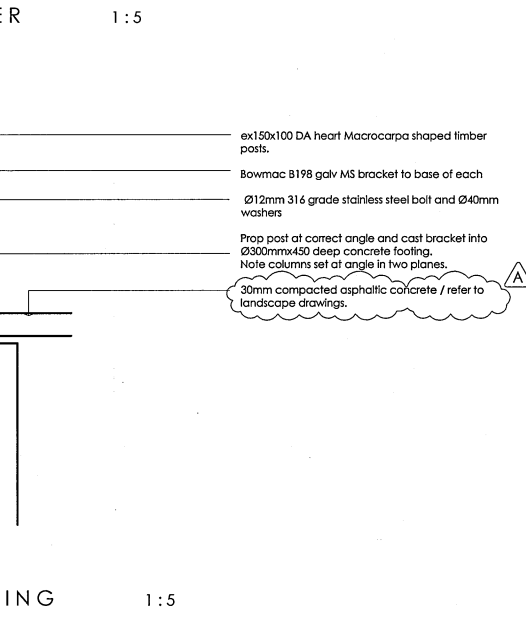 ER 1:5
ex150x100 DA heart Macrocarpa shaped timber
posts.
Bowmac B198 galv MS bracket to base of each
Ø12mm 316 grade stainless steel bolt and Ø40mm
washers
Prop post at correct angle and cast bracket into
Ø300mmx450 deep concrete footing.
Note columns set at angle in two planes.
30mm compacted asphaltic concrete / refer to
landscape drawings.
A
ING 1:5